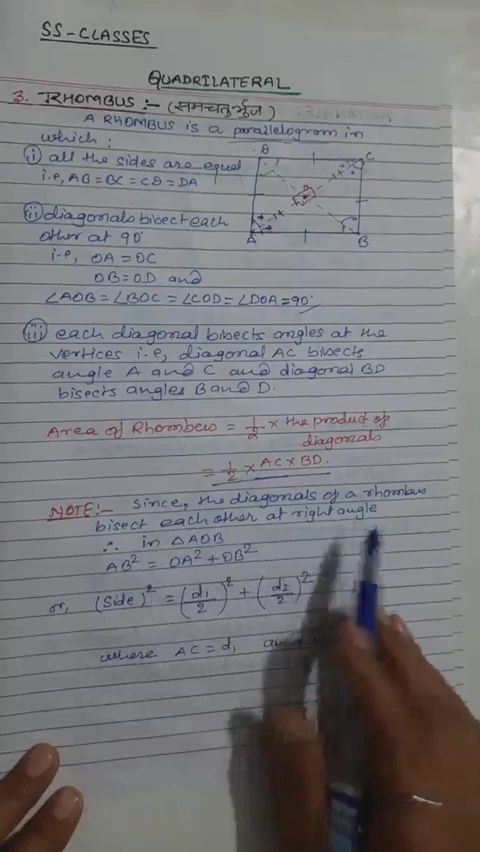 SS-CLASSES
QUADRILATERAL
3. RHOMBUS :- (समचतुर्भुज)
A RHOMBUS is a parallelogram in
which :
(i) all the sides are equal
i.e, AB = BC = CD = DA
(ii) diagonals bisect each
other at 90°
i.e, OA = OC
OB = OD and
∠AOB = ∠BOC = ∠COD = ∠DOA = 90°
D
C
O
A
B
(iii) each diagonal bisects angles at the
vertices i.e, diagonal AC bisects
angle A and C and diagonal BD
bisects angles B and D.
Area of Rhombus = 1/2 × the product of
diagonals
= 1/2 × AC × BD.
NOTE:- Since, the diagonals of a rhombus
bisect each other at right angle
∴ in △AOB
AB² = OA² + OB²
or, (Side)² = (d₁/2)² + (d₂/2)²
where AC = d₁